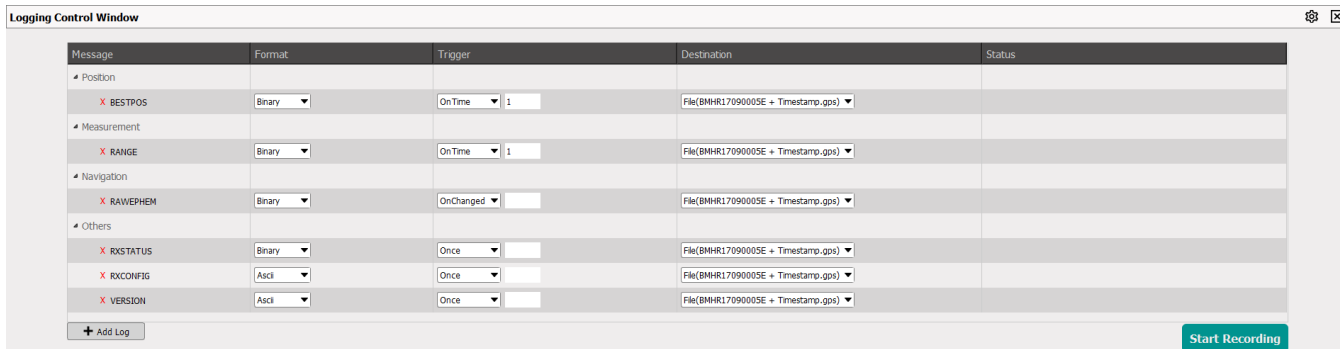 Logging Control Window
Message Format Trigger Destination Status
Position
X BESTPOS Binary OnTime 1 File(BMHR17090005E + Timestamp.gps)
Measurement
X RANGE Binary OnTime 1 File(BMHR17090005E + Timestamp.gps)
Navigation
X RAWEPHEM Binary OnChanged File(BMHR17090005E + Timestamp.gps)
Others
X RXSTATUS Binary Once File(BMHR17090005E + Timestamp.gps)
X RXCONFIG Ascii Once File(BMHR17090005E + Timestamp.gps)
X VERSION Ascii Once File(BMHR17090005E + Timestamp.gps)
+ Add Log
Start Recording